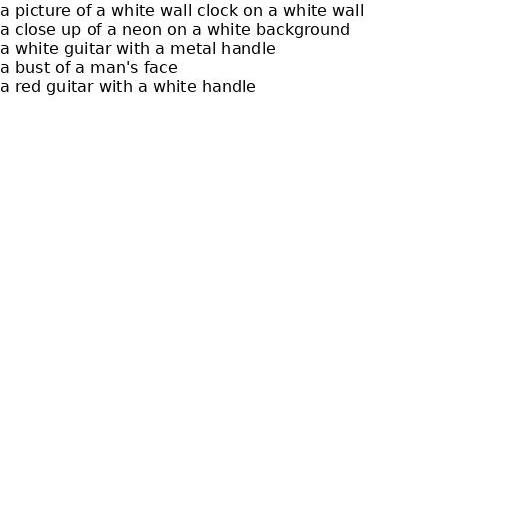 a picture of a white wall clock on a white wall
a close up of a neon on a white background
a white guitar with a metal handle
a bust of a man's face
a red guitar with a white handle